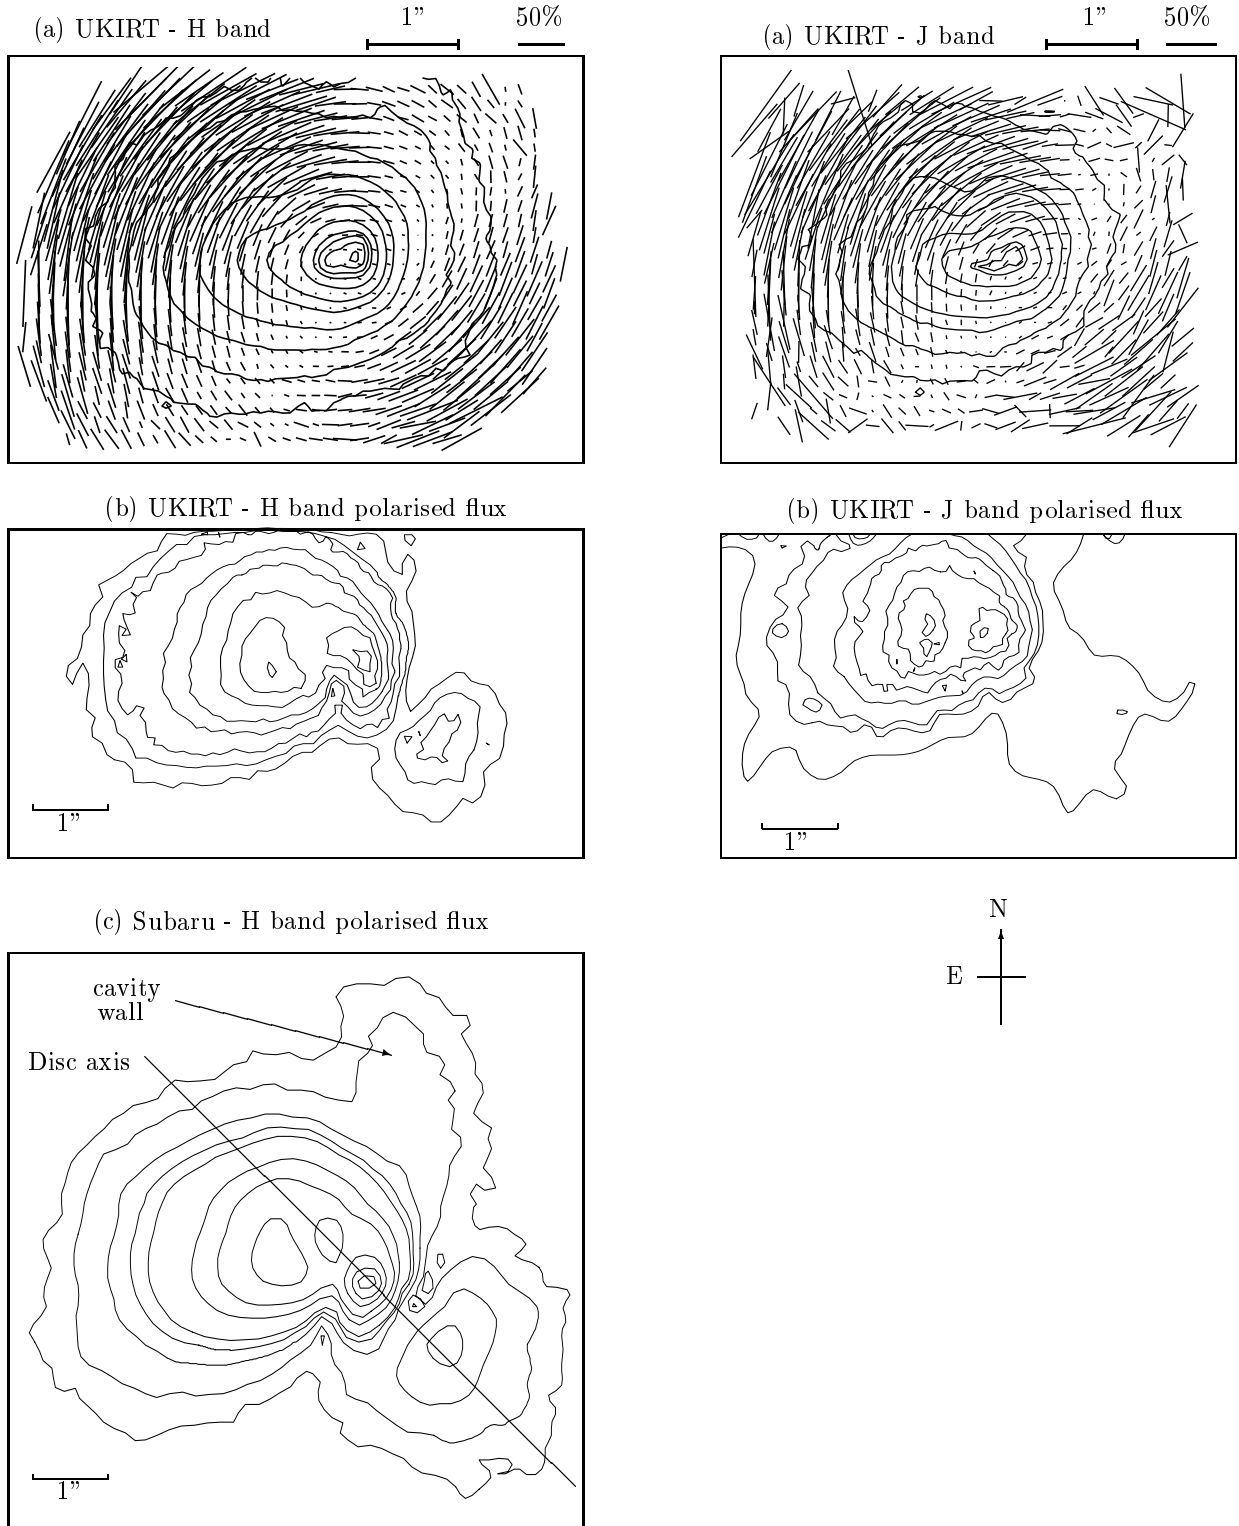 (a) UKIRT - H band
1”
50%
(a) UKIRT - J band
1”
50%
(b) UKIRT - H band polarised flux
1”
(b) UKIRT - J band polarised flux
1”
(c) Subaru - H band polarised flux
cavity
wall
Disc axis
1”
N
E